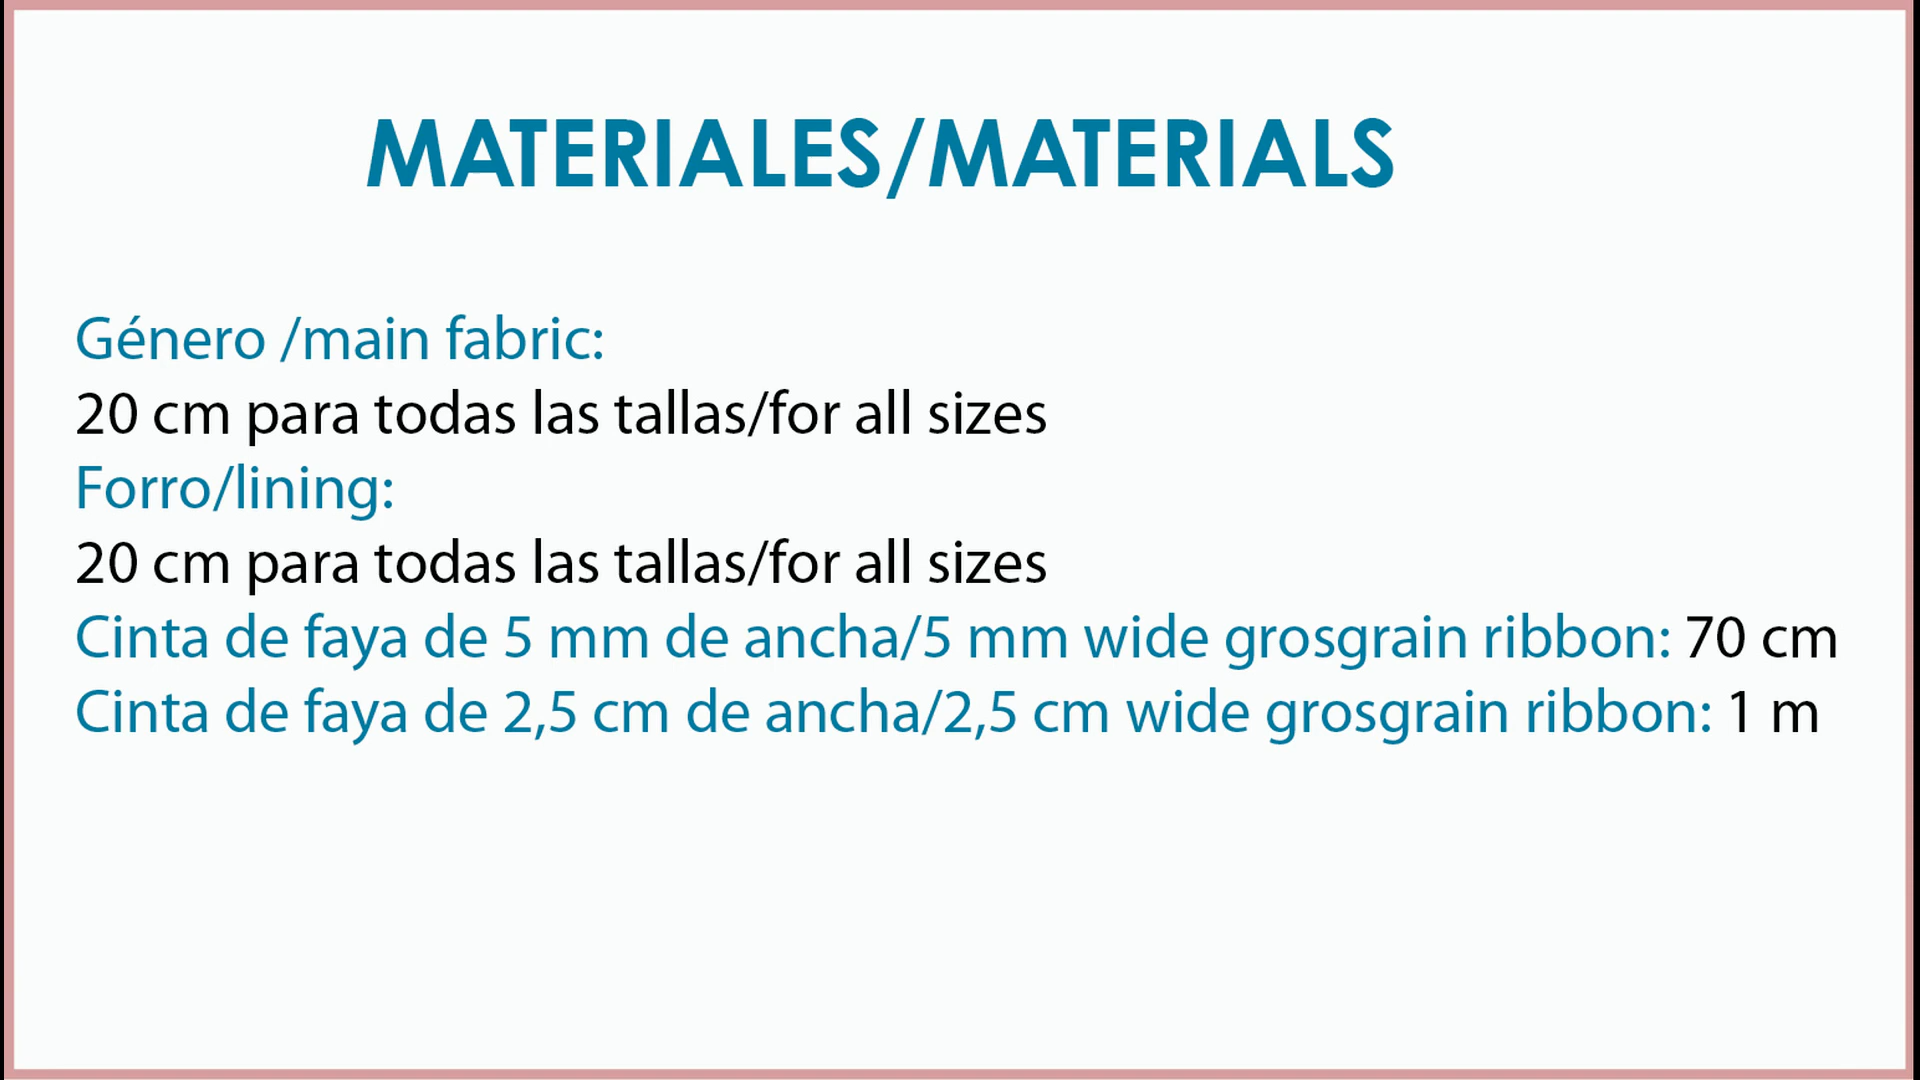 MATERIALES/MATERIALS
Género /main fabric:
20 cm para todas las tallas/for all sizes
Forro/lining:
20 cm para todas las tallas/for all sizes
Cinta de faya de 5 mm de ancha/5 mm wide grosgrain ribbon: 70 cm
Cinta de faya de 2,5 cm de ancha/2,5 cm wide grosgrain ribbon: 1 m